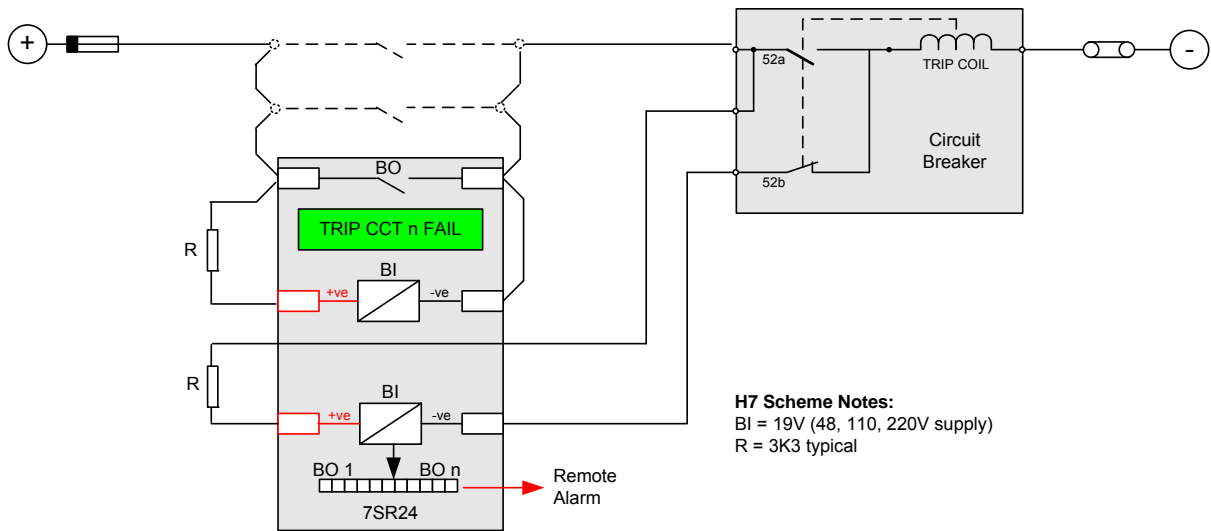 +
52a
TRIP COIL
-
Circuit
Breaker
BO
52b
TRIP CCT n FAIL
R
BI
+ve
-ve
R
BI
+ve
-ve
H7 Scheme Notes:
BI = 19V (48, 110, 220V supply)
R = 3K3 typical
BO 1
BO n
Remote
Alarm
7SR24